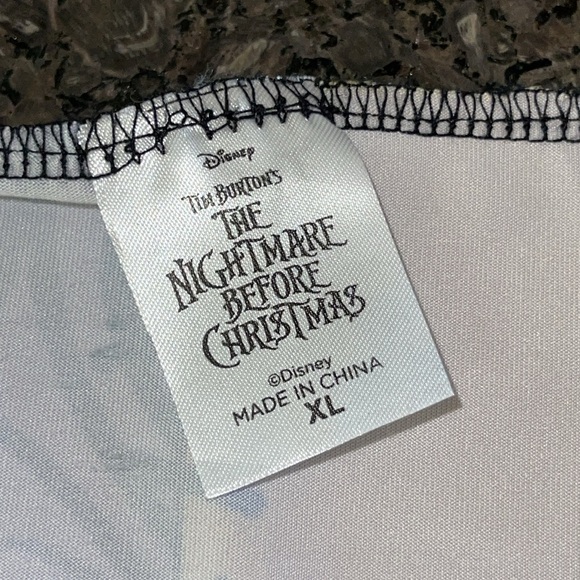 Disney
TIM BURTON'S
THE
NIGHTMARE
BEFORE
CHRISTMAS
©Disney
MADE IN CHINA
XL